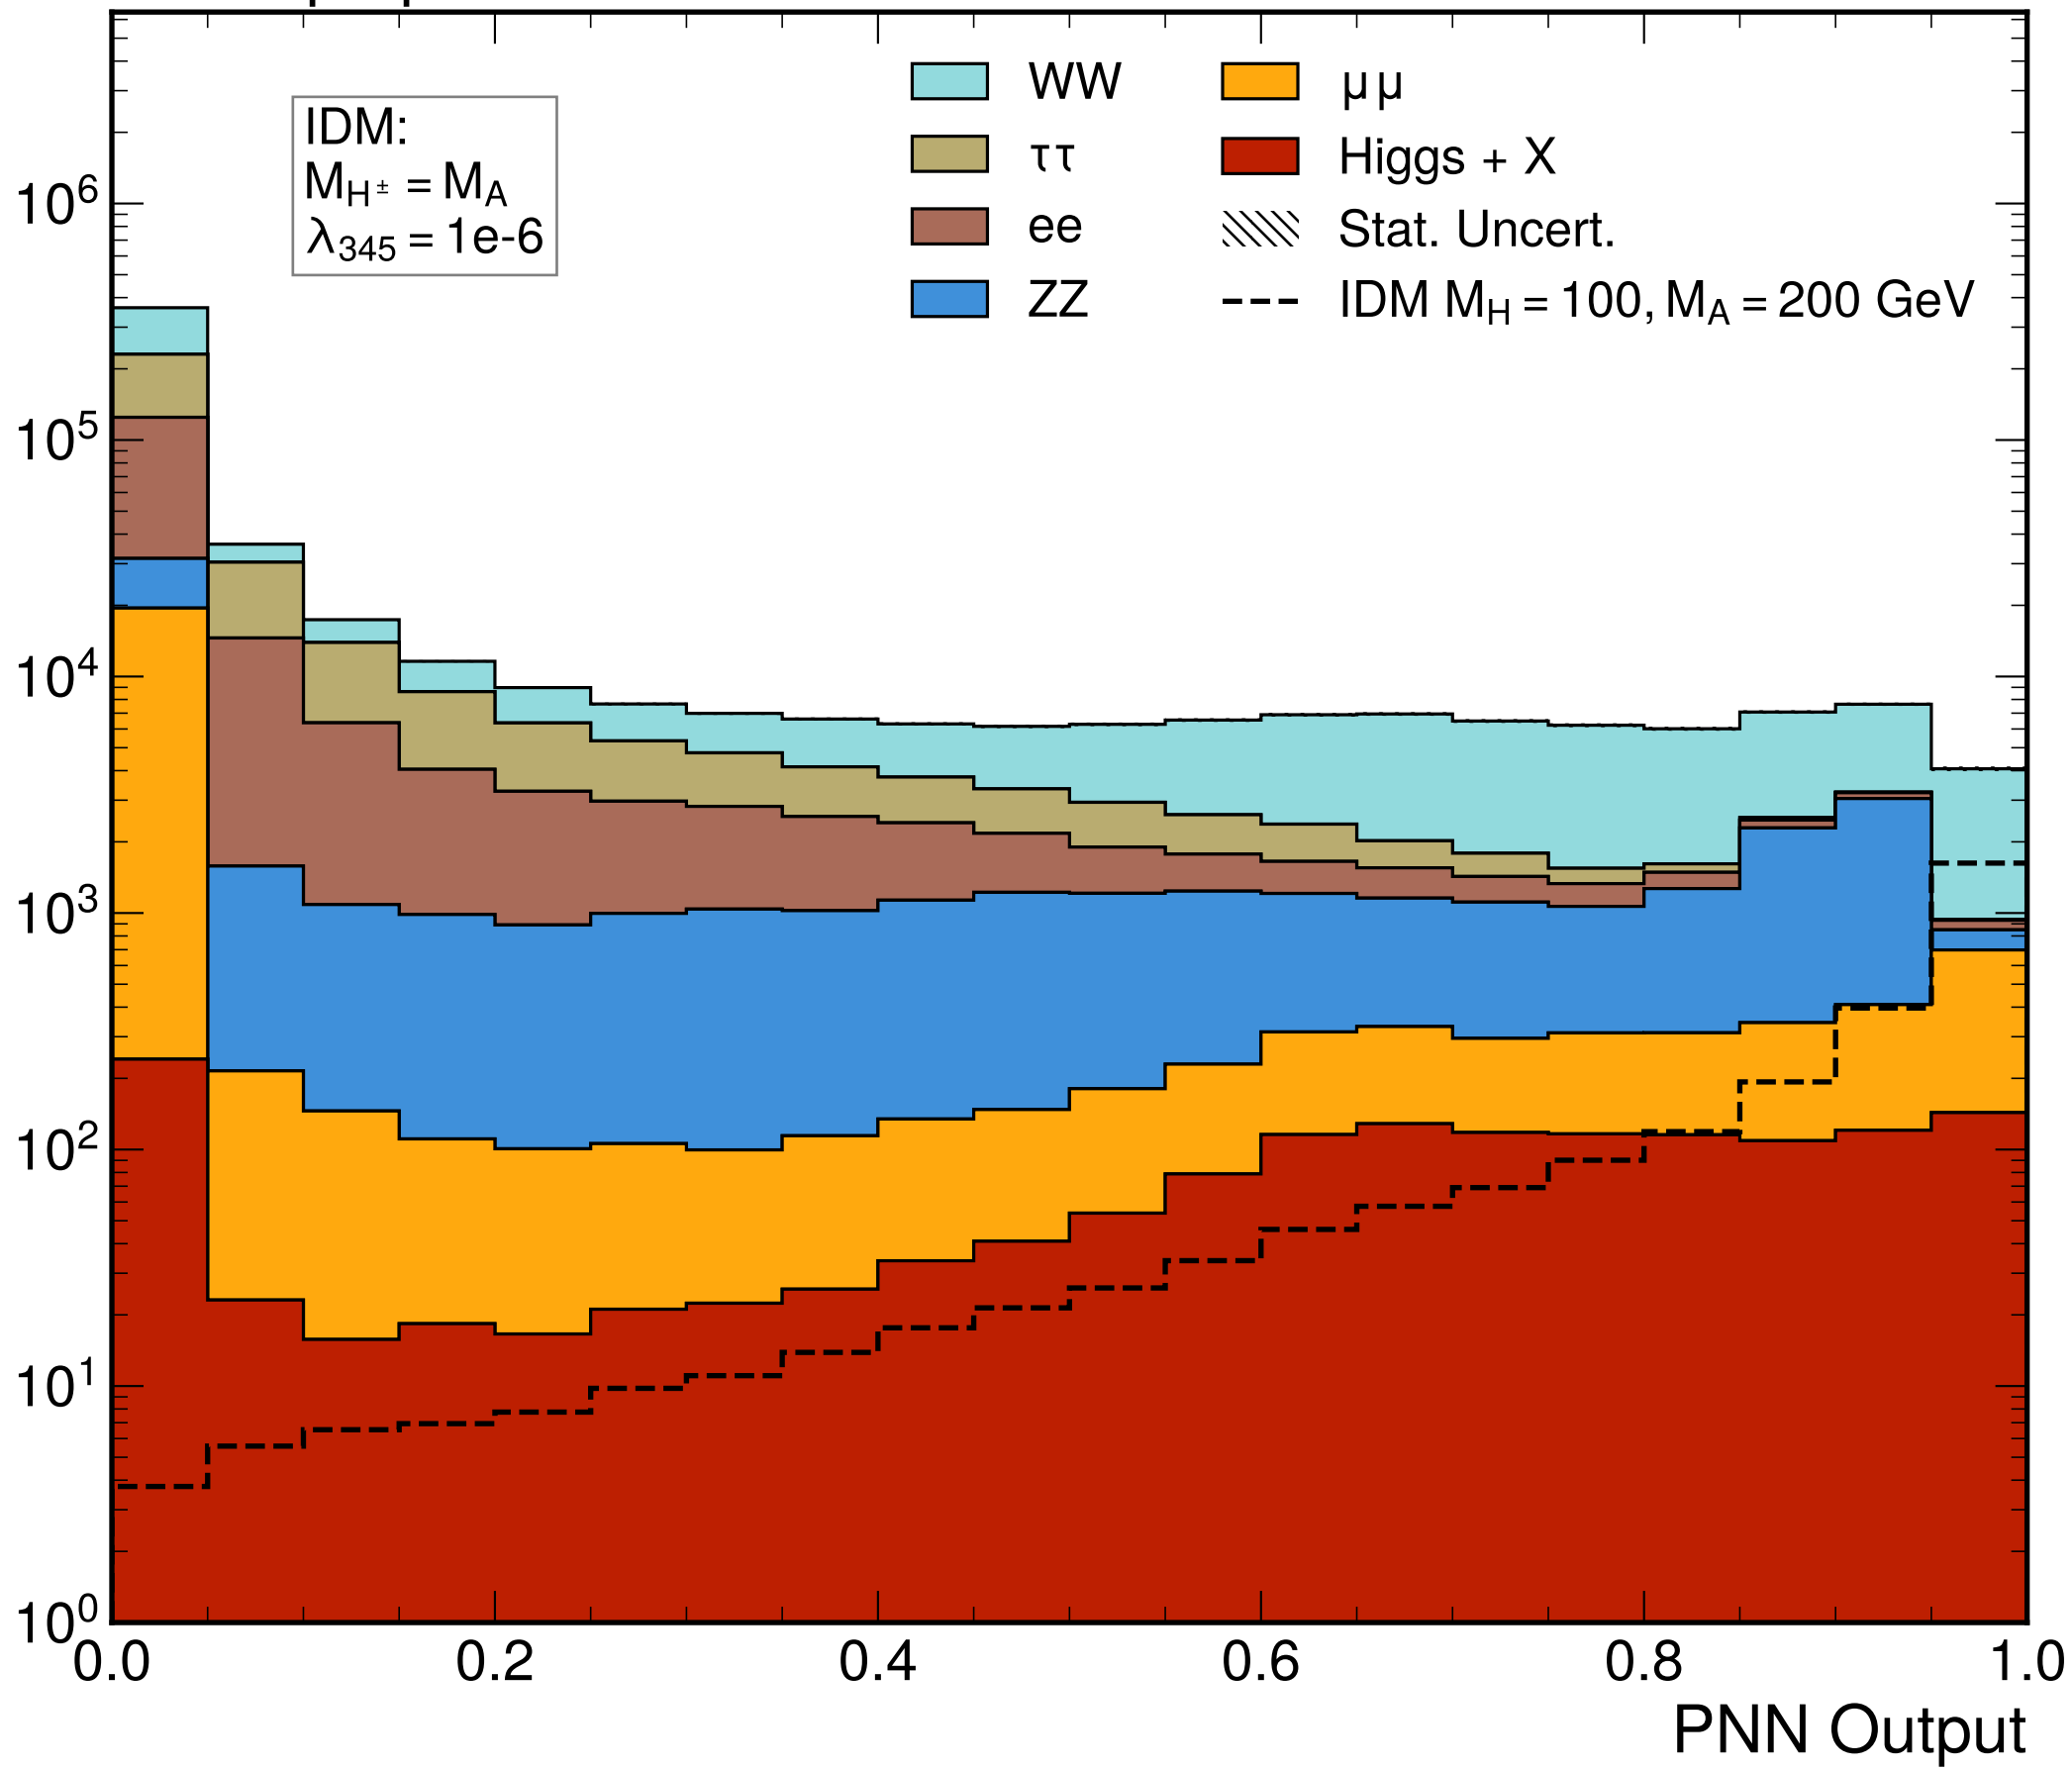 IDM:
M_H± = M_A
λ_345 = 1e-6
WW
ττ
ee
ZZ
μμ
Higgs + X
Stat. Uncert.
IDM M_H = 100, M_A = 200 GeV
10^6
10^5
10^4
10^3
10^2
10^1
10^0
0.0 0.2 0.4 0.6 0.8 1.0
PNN Output